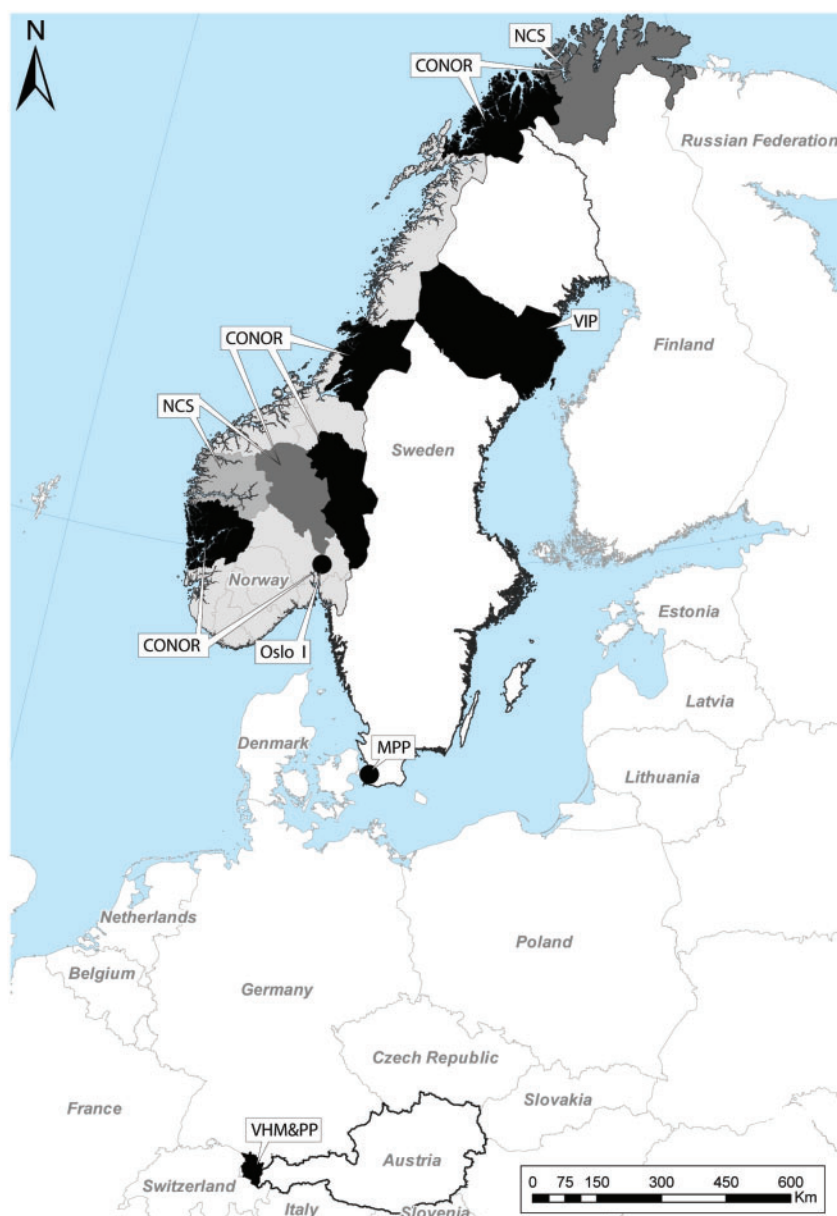 N
NCS
CONOR
Russian Federation
VIP
CONOR
Finland
NCS
Sweden
Norway
Estonia
CONOR
Oslo I
Latvia
Denmark
MPP
Lithuania
Netherlands
Poland
Belgium
Germany
Czech Republic
France
Slovakia
VHM&PP
Austria
Switzerland
Italy
Slovenia
0 75 150 300 450 600
Km